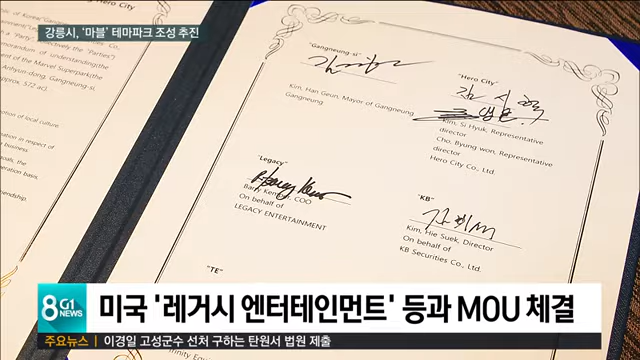 강릉시, '마블' 테마파크 조성 추진
"Gangneung-si"
Kim, Han Geun, Mayor of Gangneung
Gangneung
"Hero City"
Kim, Si Hyuk, Representative
director
Cho, Byung won, Representative
director
Hero City Co., Ltd.
"Legacy"
COO
On behalf of
LEGACY ENTERTAINMENT
"KB"
Kim, Hie Suek, Director
On behalf of
KB Securities Co., Ltd.
"TE"
8 G1
NEWS
미국 '레거시 엔터테인먼트' 등과 MOU 체결
주요뉴스
이경일 고성군수 선처 구하는 탄원서 법원 제출